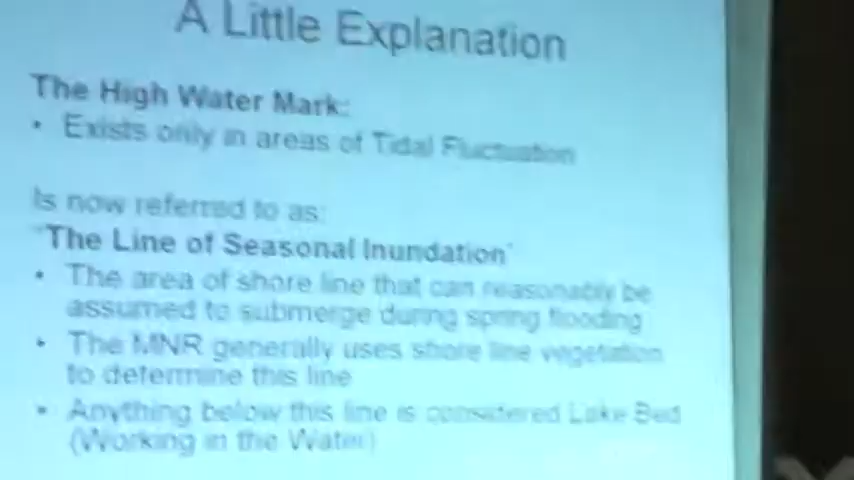 A Little Explanation
The High Water Mark:
• Exists only in areas of Tidal Fluctuation
Is now referred to as:
"The Line of Seasonal Inundation"
• The area of shore line that can reasonably be
assumed to submerge during spring flooding
• The MNR generally uses shore line vegetation
to determine this line
• Anything below this line is considered Lake Bed
(Working in the Water)